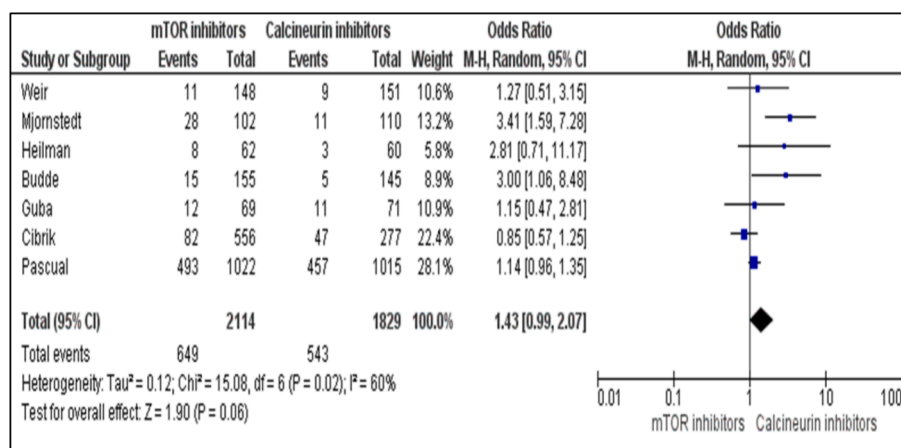 mTOR inhibitors Calcineurin inhibitors Odds Ratio Odds Ratio
Study or Subgroup Events Total Events Total Weight M-H, Random, 95% CI M-H, Random, 95% CI
Weir 11 148 9 151 10.6% 1.27 [0.51, 3.15]
Mjornstedt 28 102 11 110 13.2% 3.41 [1.59, 7.28]
Heilman 8 62 3 60 5.8% 2.81 [0.71, 11.17]
Budde 15 155 5 145 8.9% 3.00 [1.06, 8.48]
Guba 12 69 11 71 10.9% 1.15 [0.47, 2.81]
Cibrik 82 556 47 277 22.4% 0.85 [0.57, 1.25]
Pascual 493 1022 457 1015 28.1% 1.14 [0.96, 1.35]
Total (95% CI) 2114 1829 100.0% 1.43 [0.99, 2.07]
Total events 649 543
Heterogeneity: Tau² = 0.12; Chi² = 15.08, df = 6 (P = 0.02); I² = 60%
Test for overall effect: Z = 1.90 (P = 0.06)
0.01 0.1 1 10 100
mTOR inhibitors Calcineurin inhibitors